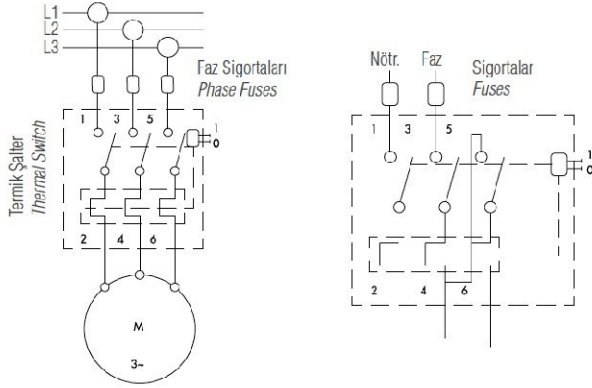 L1
L2
L3
Faz Sigortaları
Phase Fuses
1 3 5
1
0
Termik Şalter
Thermal Switch
2 4 6
M
3~
Nötr. Faz
Sigortalar
Fuses
1 3 5
1
0
2 4 6